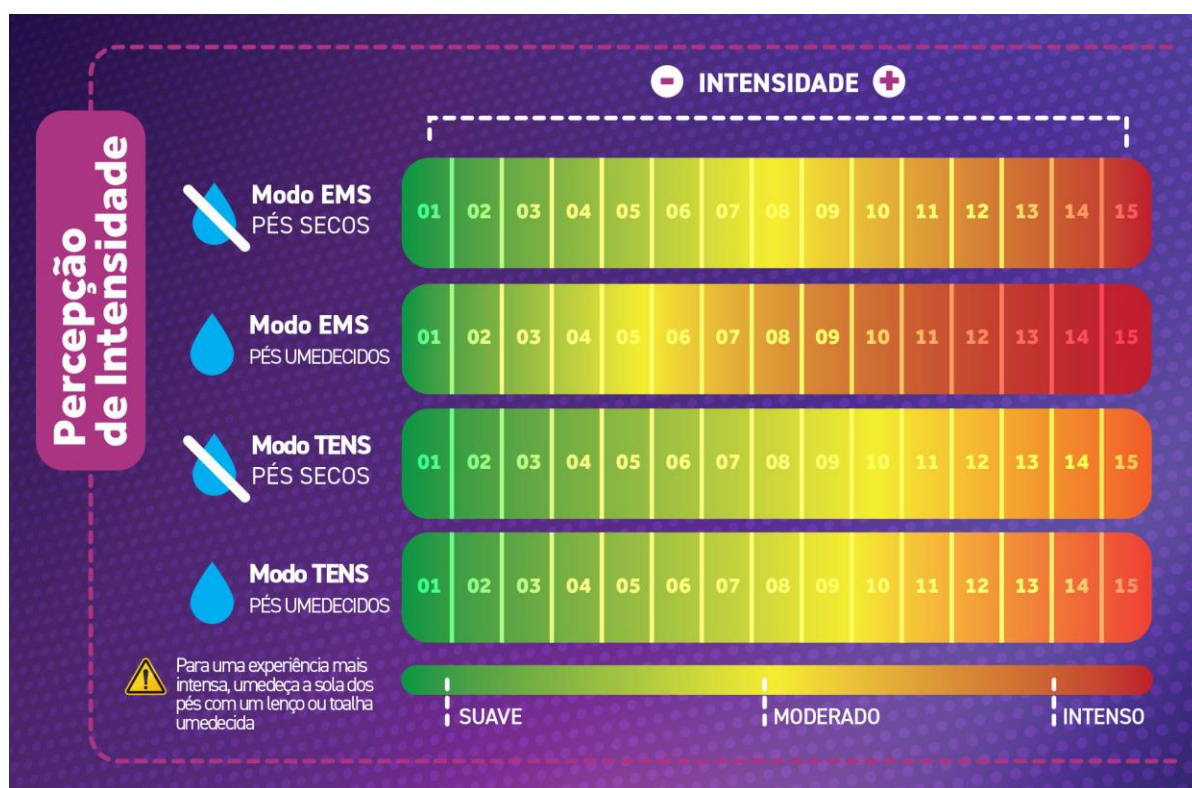 Percepção
de Intensidade
- INTENSIDADE +
Modo EMS
PÉS SECOS
01 02 03 04 05 06 07 08 09 10 11 12 13 14 15
Modo EMS
PÉS UMEDECIDOS
01 02 03 04 05 06 07 08 09 10 11 12 13 14 15
Modo TENS
PÉS SECOS
01 02 03 04 05 06 07 08 09 10 11 12 13 14 15
Modo TENS
PÉS UMEDECIDOS
01 02 03 04 05 06 07 08 09 10 11 12 13 14 15
Para uma experiência mais
intensa, umedeça a sola dos
pés com um lenço ou toalha
umedecida
SUAVE MODERADO INTENSO